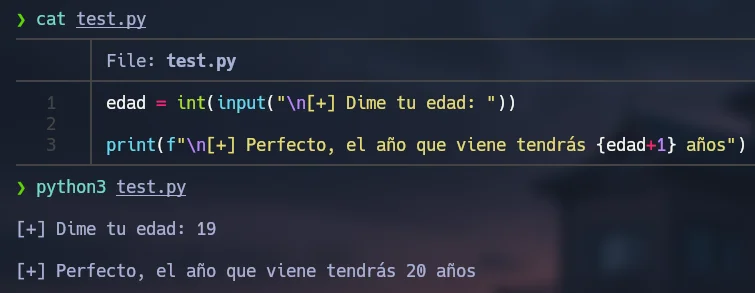 ❯ cat test.py
File: test.py
1 edad = int(input("\n[+] Dime tu edad: "))
2
3 print(f"\n[+] Perfecto, el año que viene tendrás {edad+1} años")
❯ python3 test.py
[+] Dime tu edad: 19
[+] Perfecto, el año que viene tendrás 20 años